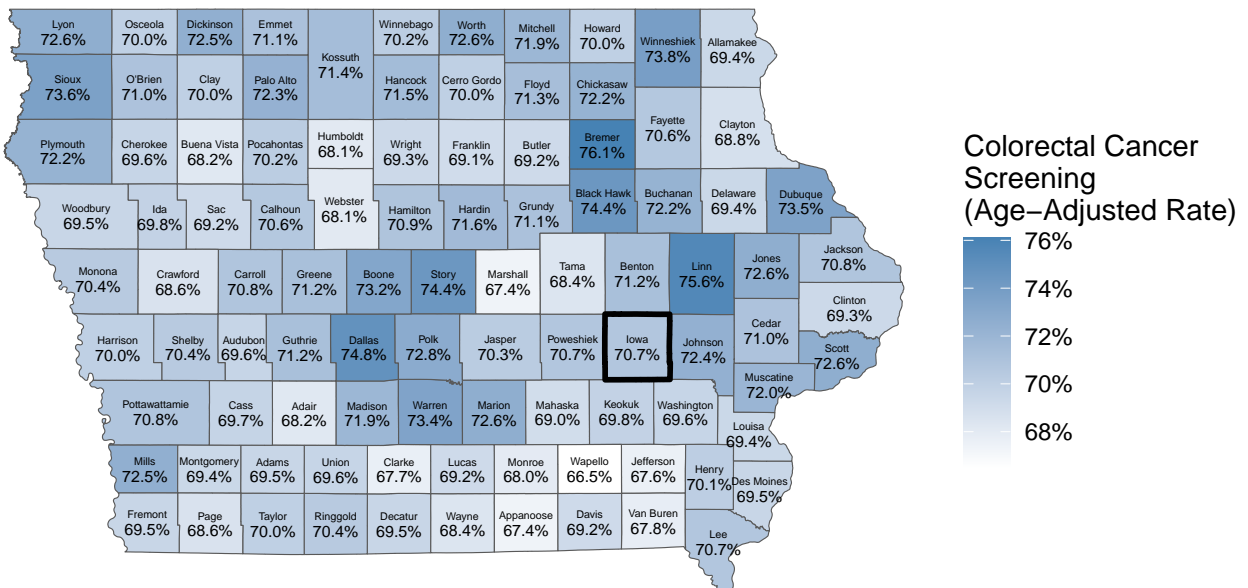 Lyon
72.6%
Osceola
70.0%
Dickinson
72.5%
Emmet
71.1%
Kossuth
71.4%
Winnebago
70.2%
Worth
72.6%
Mitchell
71.9%
Howard
70.0%
Winneshiek
73.8%
Allamakee
69.4%
Sioux
73.6%
O'Brien
71.0%
Clay
70.0%
Palo Alto
72.3%
Hancock
71.5%
Cerro Gordo
70.0%
Floyd
71.3%
Chickasaw
72.2%
Fayette
70.6%
Clayton
68.8%
Plymouth
72.2%
Cherokee
69.6%
Buena Vista
68.2%
Pocahontas
70.2%
Humboldt
68.1%
Wright
69.3%
Franklin
69.1%
Butler
69.2%
Bremer
76.1%
Woodbury
69.5%
Ida
69.8%
Sac
69.2%
Calhoun
70.6%
Webster
68.1%
Hamilton
70.9%
Hardin
71.6%
Grundy
71.1%
Black Hawk
74.4%
Buchanan
72.2%
Delaware
69.4%
Dubuque
73.5%
Monona
70.4%
Crawford
68.6%
Carroll
70.8%
Greene
71.2%
Boone
73.2%
Story
74.4%
Marshall
67.4%
Tama
68.4%
Benton
71.2%
Linn
75.6%
Jones
72.6%
Jackson
70.8%
Clinton
69.3%
Harrison
70.0%
Shelby
70.4%
Audubon
69.6%
Guthrie
71.2%
Dallas
74.8%
Polk
72.8%
Jasper
70.3%
Poweshiek
70.7%
Iowa
70.7%
Johnson
72.4%
Cedar
71.0%
Scott
72.6%
Muscatine
72.0%
Pottawattamie
70.8%
Cass
69.7%
Adair
68.2%
Madison
71.9%
Warren
73.4%
Marion
72.6%
Mahaska
69.0%
Keokuk
69.8%
Washington
69.6%
Louisa
69.4%
Mills
72.5%
Montgomery
69.4%
Adams
69.5%
Union
69.6%
Clarke
67.7%
Lucas
69.2%
Monroe
68.0%
Wapello
66.5%
Jefferson
67.6%
Henry
70.1%
Des Moines
69.5%
Fremont
69.5%
Page
68.6%
Taylor
70.0%
Ringgold
70.4%
Decatur
69.5%
Wayne
68.4%
Appanoose
67.4%
Davis
69.2%
Van Buren
67.8%
Lee
70.7%
Colorectal Cancer
Screening
(Age−Adjusted Rate)
76%
74%
72%
70%
68%